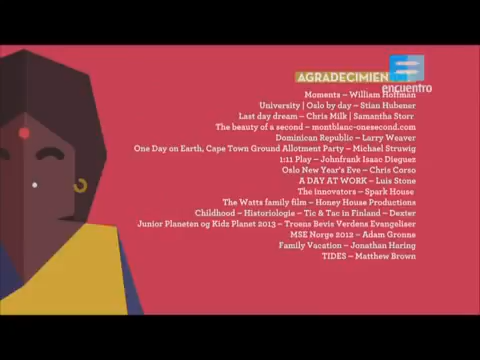 AGRADECIMIEN
encuentro
Moments – William Hoffman
University | Oslo by day – Stian Hubener
Last day dream – Chris Milk | Samantha Storr
The beauty of a second – montblanc-onesecond.com
Dominican Republic – Larry Weaver
One Day on Earth, Cape Town Ground Allotment Party – Michael Struwig
1:11 Play – Johnfrank Isaac Dieguez
Oslo New Year's Eve – Chris Corso
A DAY AT WORK – Luis Stone
The innovators – Spark House
The Watts family film – Honey House Productions
Childhood – Historiologie – Tic & Tac in Finland – Dexter
Junior Planeten og Kidz Planet 2013 – Troens Bevis Verdens Evangeliser
MSE Norge 2012 – Adam Gronne
Family Vacation – Jonathan Haring
TIDES – Matthew Brown